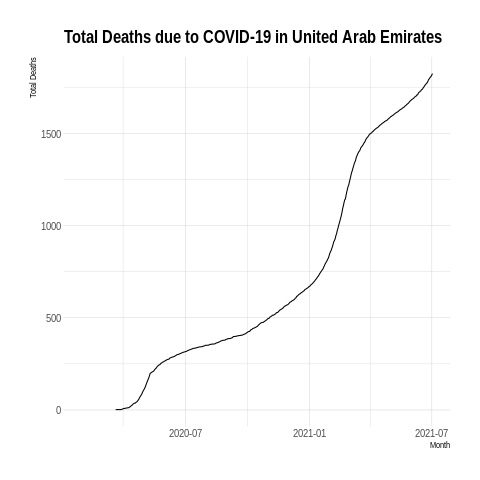 Total Deaths due to COVID-19 in United Arab Emirates
Total Deaths
1500
1000
500
0
2020-07 2021-01 2021-07
Month